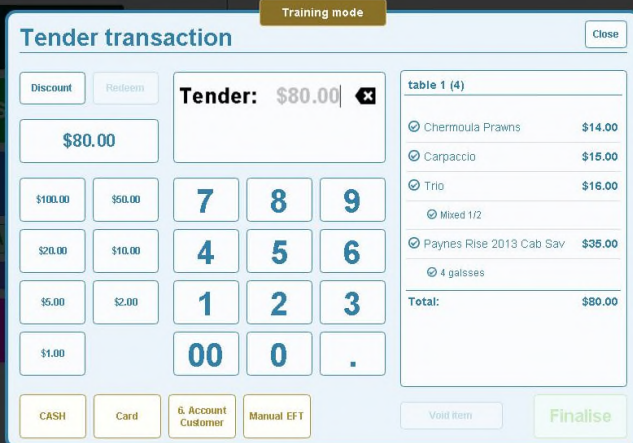 Training mode
Tender transaction
Close
Discount
Redeem
Tender: $80.00
$80.00
$100.00
$50.00
$20.00
$10.00
$5.00
$2.00
$1.00
7 8 9
4 5 6
1 2 3
00 0 .
table 1 (4)
Chermoula Prawns $14.00
Carpaccio $15.00
Trio $16.00
Mixed 1/2
Paynes Rise 2013 Cab Sav $35.00
4 galsses
Total: $80.00
CASH
Card
6. Account
Customer
Manual EFT
Void Item
Finalise